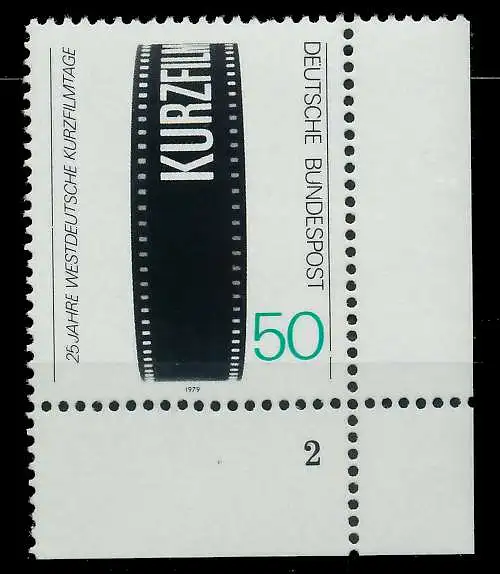 25 JAHRE WESTDEUTSCHE KURZFILMTAGE
KURZFILM
DEUTSCHE BUNDESPOST
50
1979
2